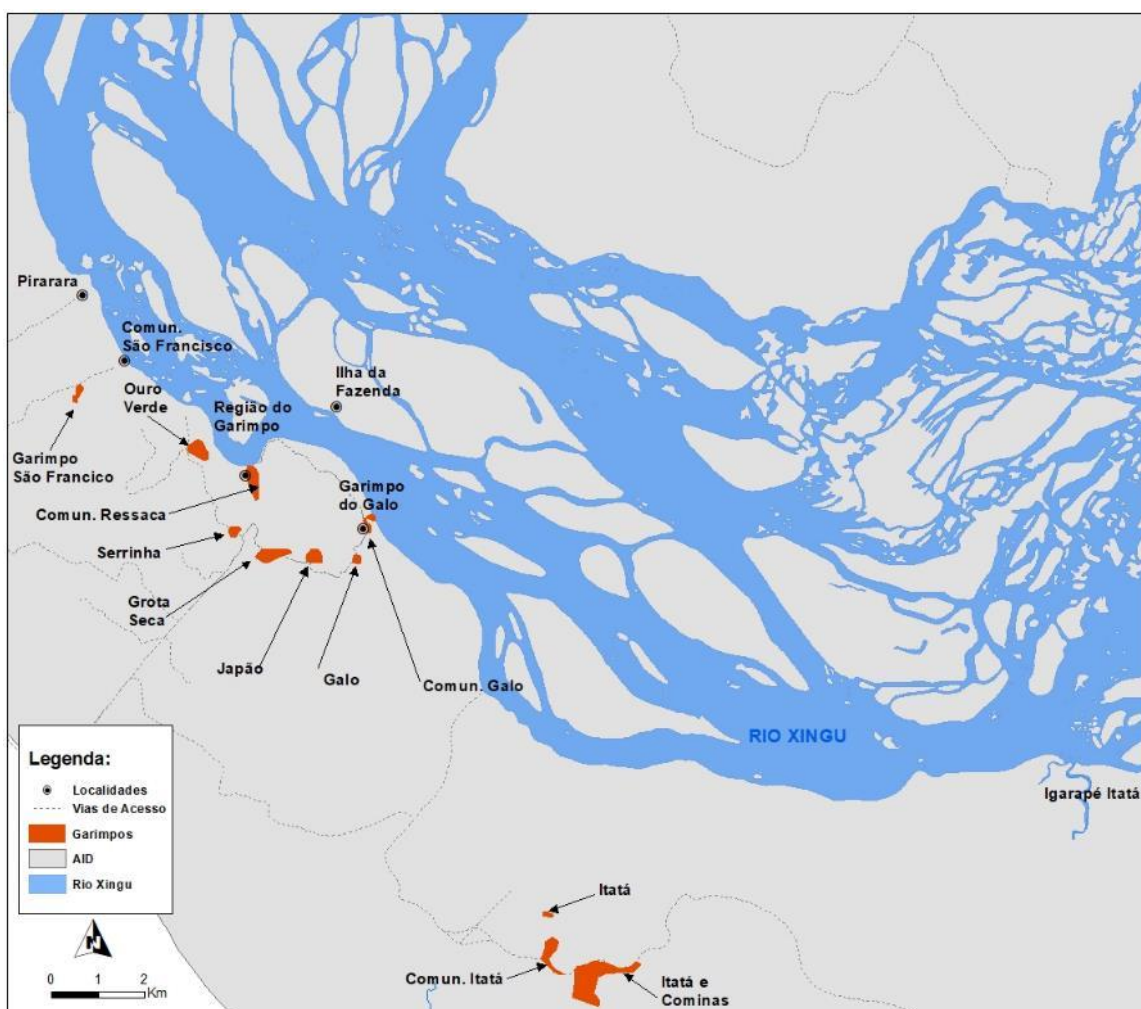 Pirarara
Comun.
São Francisco
Ouro
Verde
Ilha da
Fazenda
Região do
Garimpo
Garimpo
São Francico
Garimpo
do Galo
Comun. Ressaca
Serrinha
Grota
Seca
Japão
Galo
Comun. Galo
RIO XINGU
Igarapé Itatá
Itatá
Comun. Itatá
Itatá e
Cominas
Legenda:
Localidades
Vias de Acesso
Garimpos
AID
Rio Xingu
N
0 1 2
Km